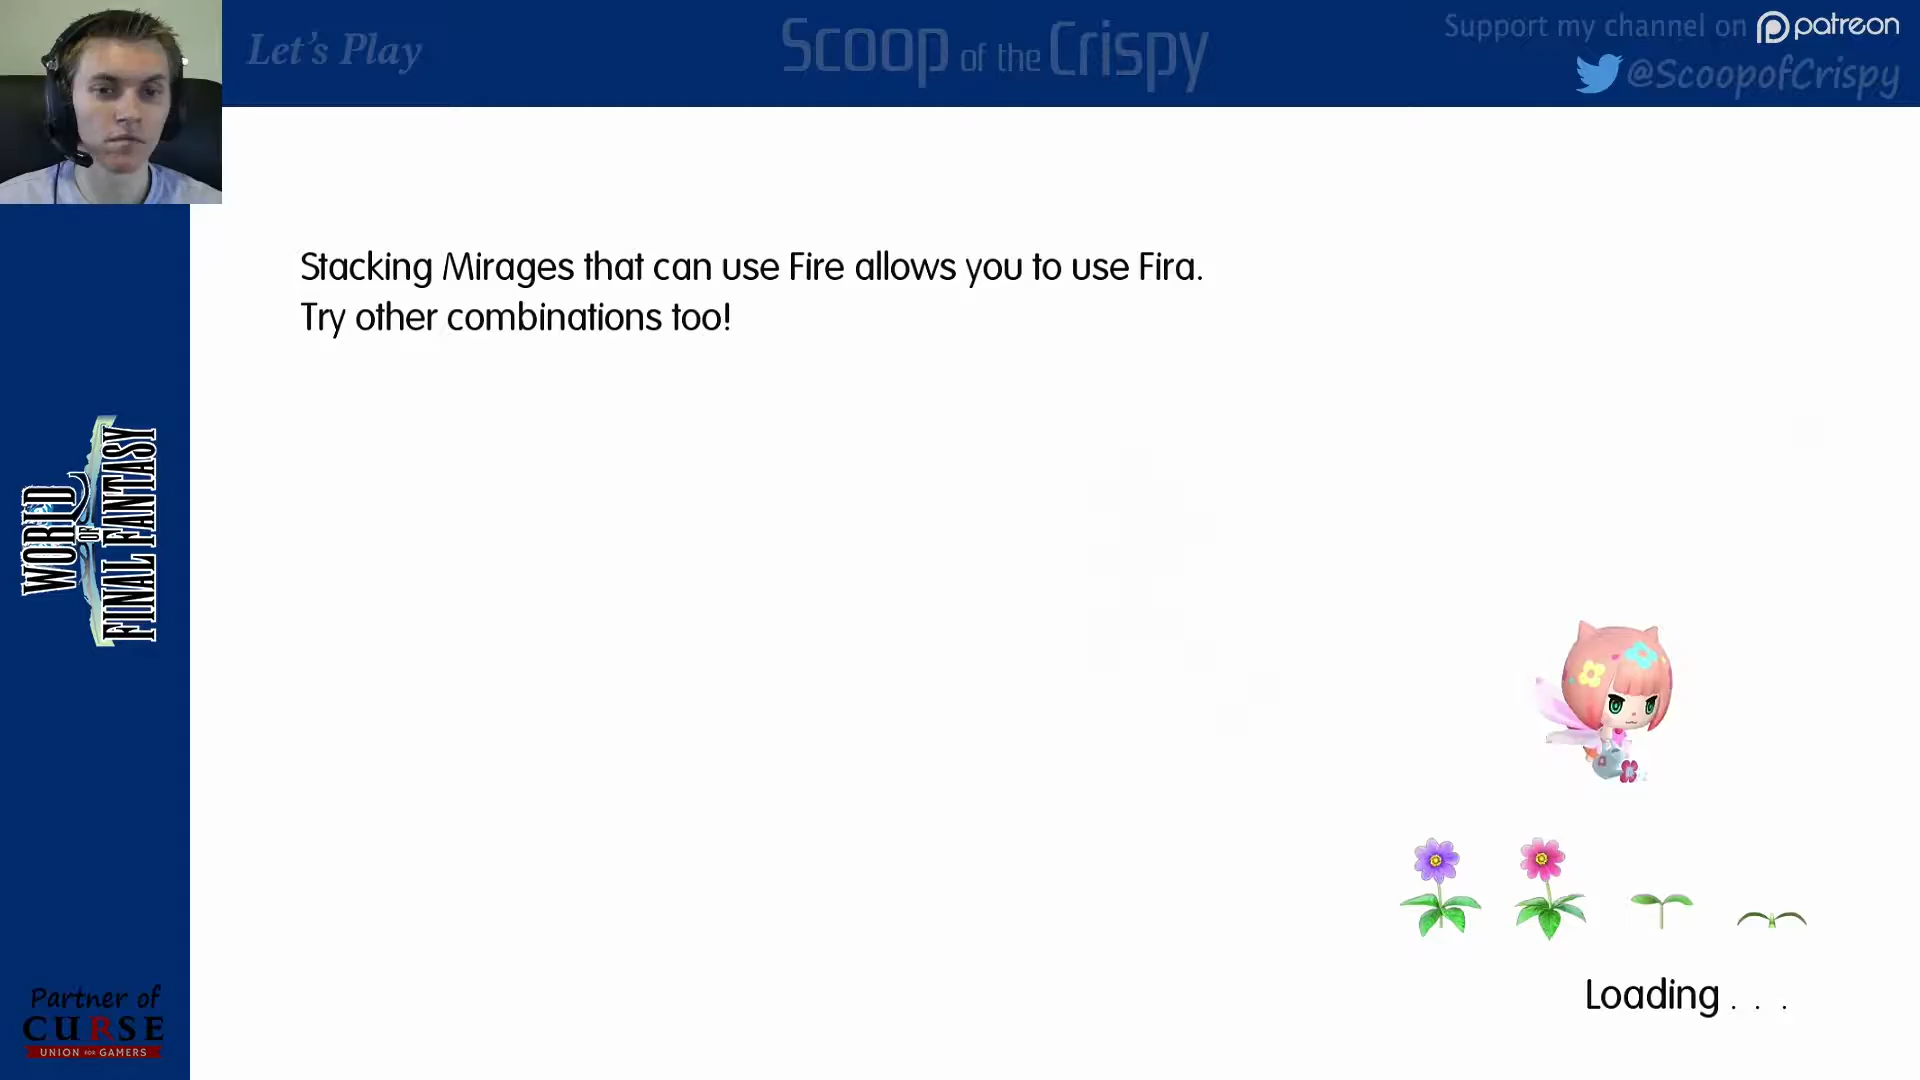 Let's Play
Scoop of the Crispy
Support my channel on patreon
@ScoopofCrispy
Stacking Mirages that can use Fire allows you to use Fira.
Try other combinations too!
WORLD
OF
FINAL FANTASY
Partner of
CURSE
UNION FOR GAMERS
Loading . . .